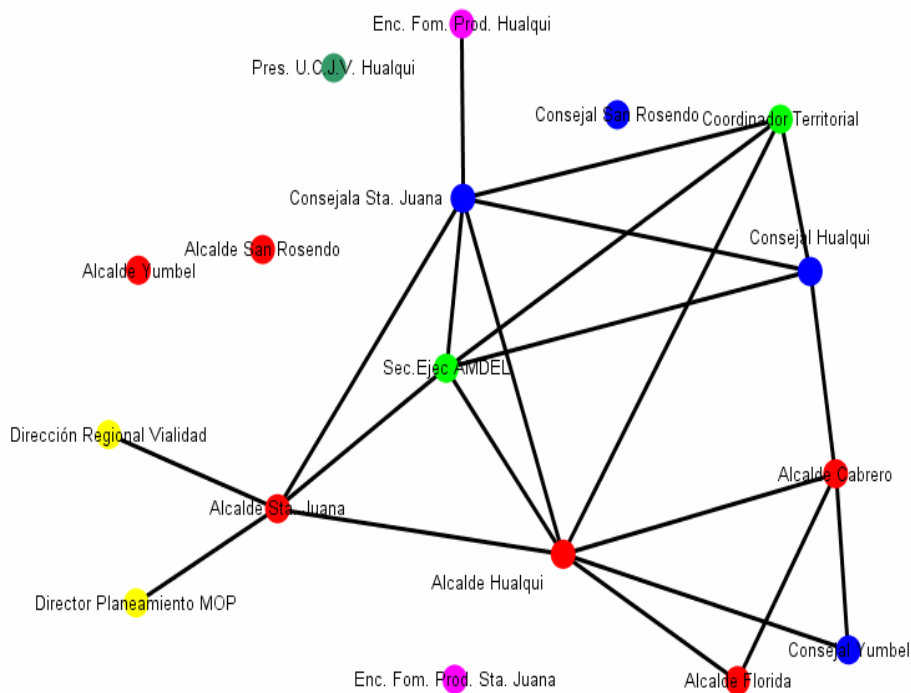 Enc. Fom. Prod. Hualqui
Pres. U.C.J.V. Hualqui
Consejal San Rosendo
Coordinador Territorial
Consejala Sta. Juana
Consejal Hualqui
Alcalde San Rosendo
Alcalde Yumbel
Sec.Ejec AMDEL
Dirección Regional Vialidad
Alcalde Cabrero
Alcalde Sta. Juana
Alcalde Hualqui
Director Planeamiento MOP
Consejal Yumbel
Enc. Fom. Prod. Sta. Juana
Alcalde Florida